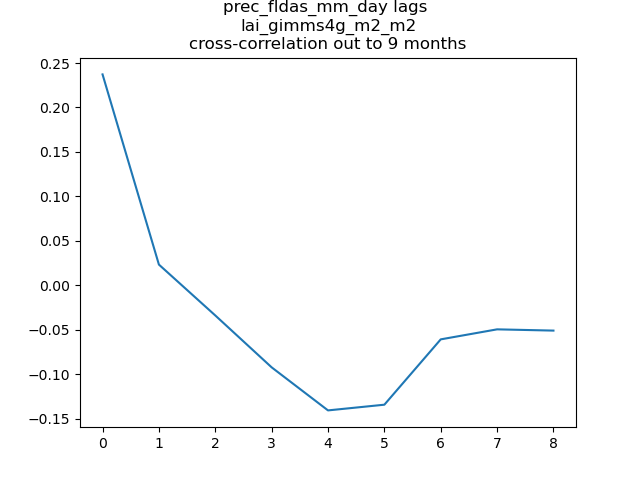 prec_fldas_mm_day lags
lai_gimms4g_m2_m2
cross-correlation out to 9 months
0.25
0.20
0.15
0.10
0.05
0.00
−0.05
−0.10
−0.15
0 1 2 3 4 5 6 7 8